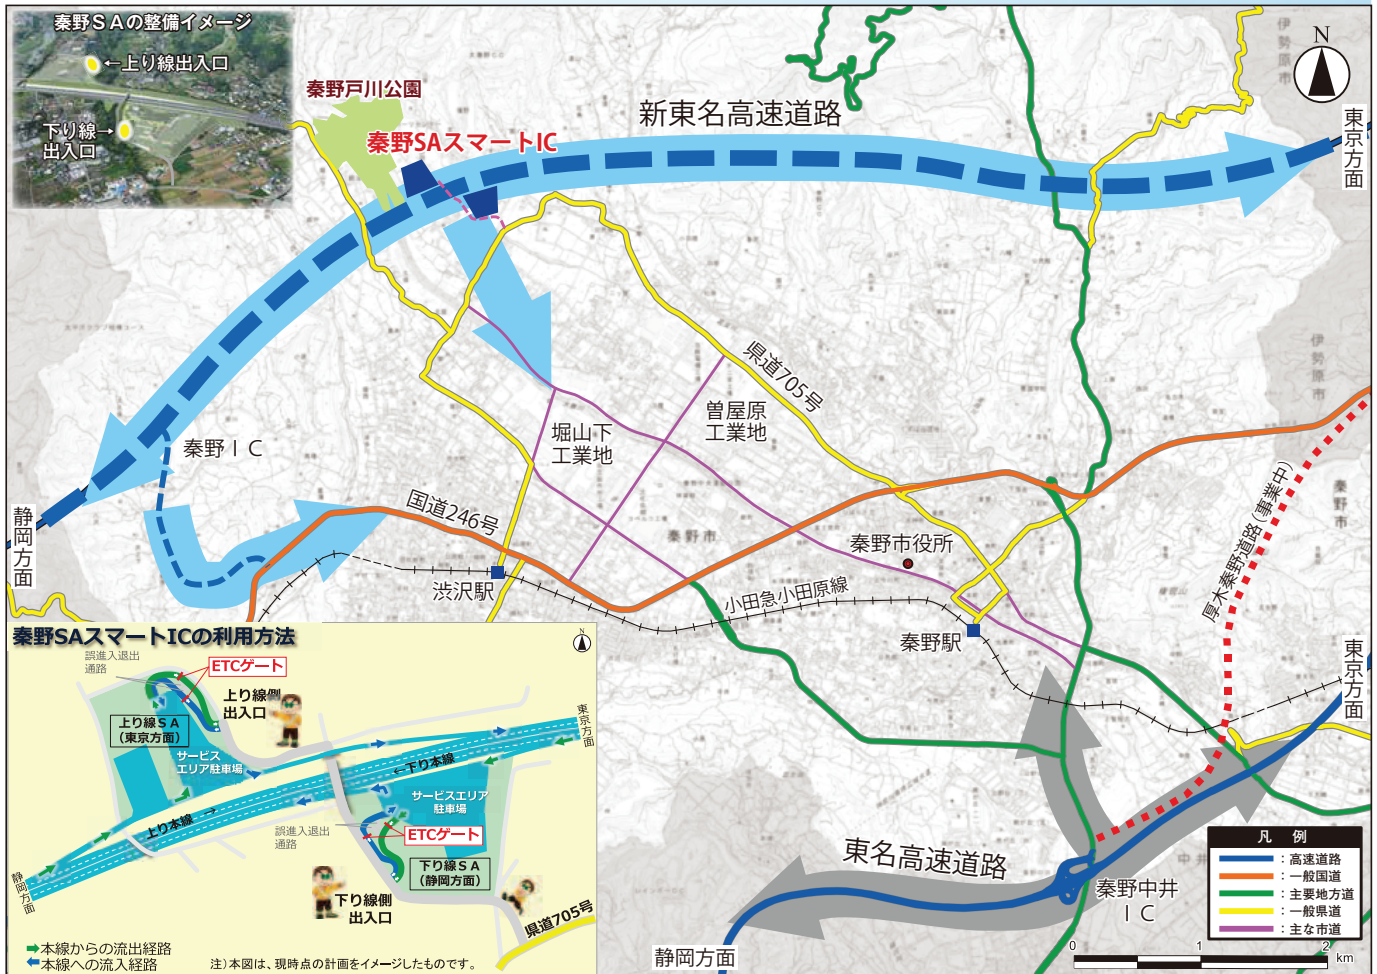 秦野SAの整備イメージ
←上り線出入口
下り線→
出入口
秦野戸川公園
秦野SAスマートIC
新東名高速道路
N
伊勢原市
東京方面
県道705号
曽屋原
工業地
堀山下
工業地
伊勢原市
秦野IC
静岡方面
国道246号
渋沢駅
秦野市
秦野市役所
小田急小田原線
秦野駅
厚木秦野道路(事業中)
秦野市
東京方面
東名高速道路
秦野中井
IC
中井
静岡方面
凡 例
:高速道路
:一般国道
:主要地方道
:一般県道
:主な市道
0 1 2
km
秦野SAスマートICの利用方法
N
誤進入退出
通路
ETCゲート
上り線側
出入口
上り線SA
(東京方面)
サービス
エリア駐車場
東京方面
←下り本線
サービスエリア
駐車場
上り本線→
誤進入退出
通路
ETCゲート
下り線SA
(静岡方面)
下り線側
出入口
静岡方面
県道705号
➡本線からの流出経路
⬅本線への流入経路
注)本図は、現時点の計画をイメージしたものです。